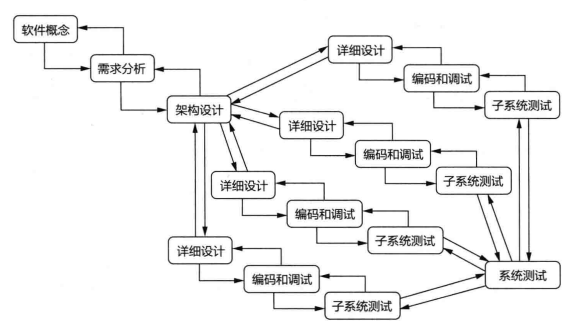 软件概念
需求分析
架构设计
详细设计
编码和调试
子系统测试
详细设计
编码和调试
子系统测试
详细设计
编码和调试
子系统测试
详细设计
编码和调试
子系统测试
系统测试